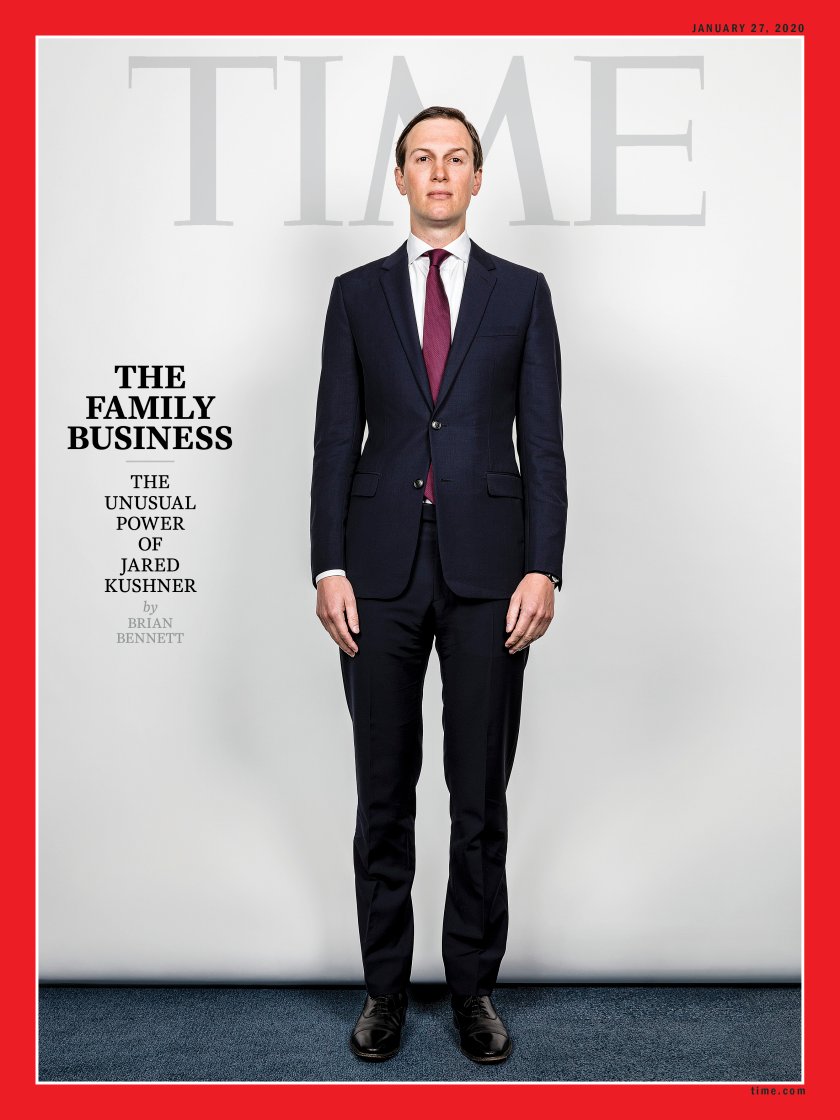 JANUARY 27, 2020
TIME
THE
FAMILY
BUSINESS
THE
UNUSUAL
POWER
OF
JARED
KUSHNER
by
BRIAN
BENNETT
time.com